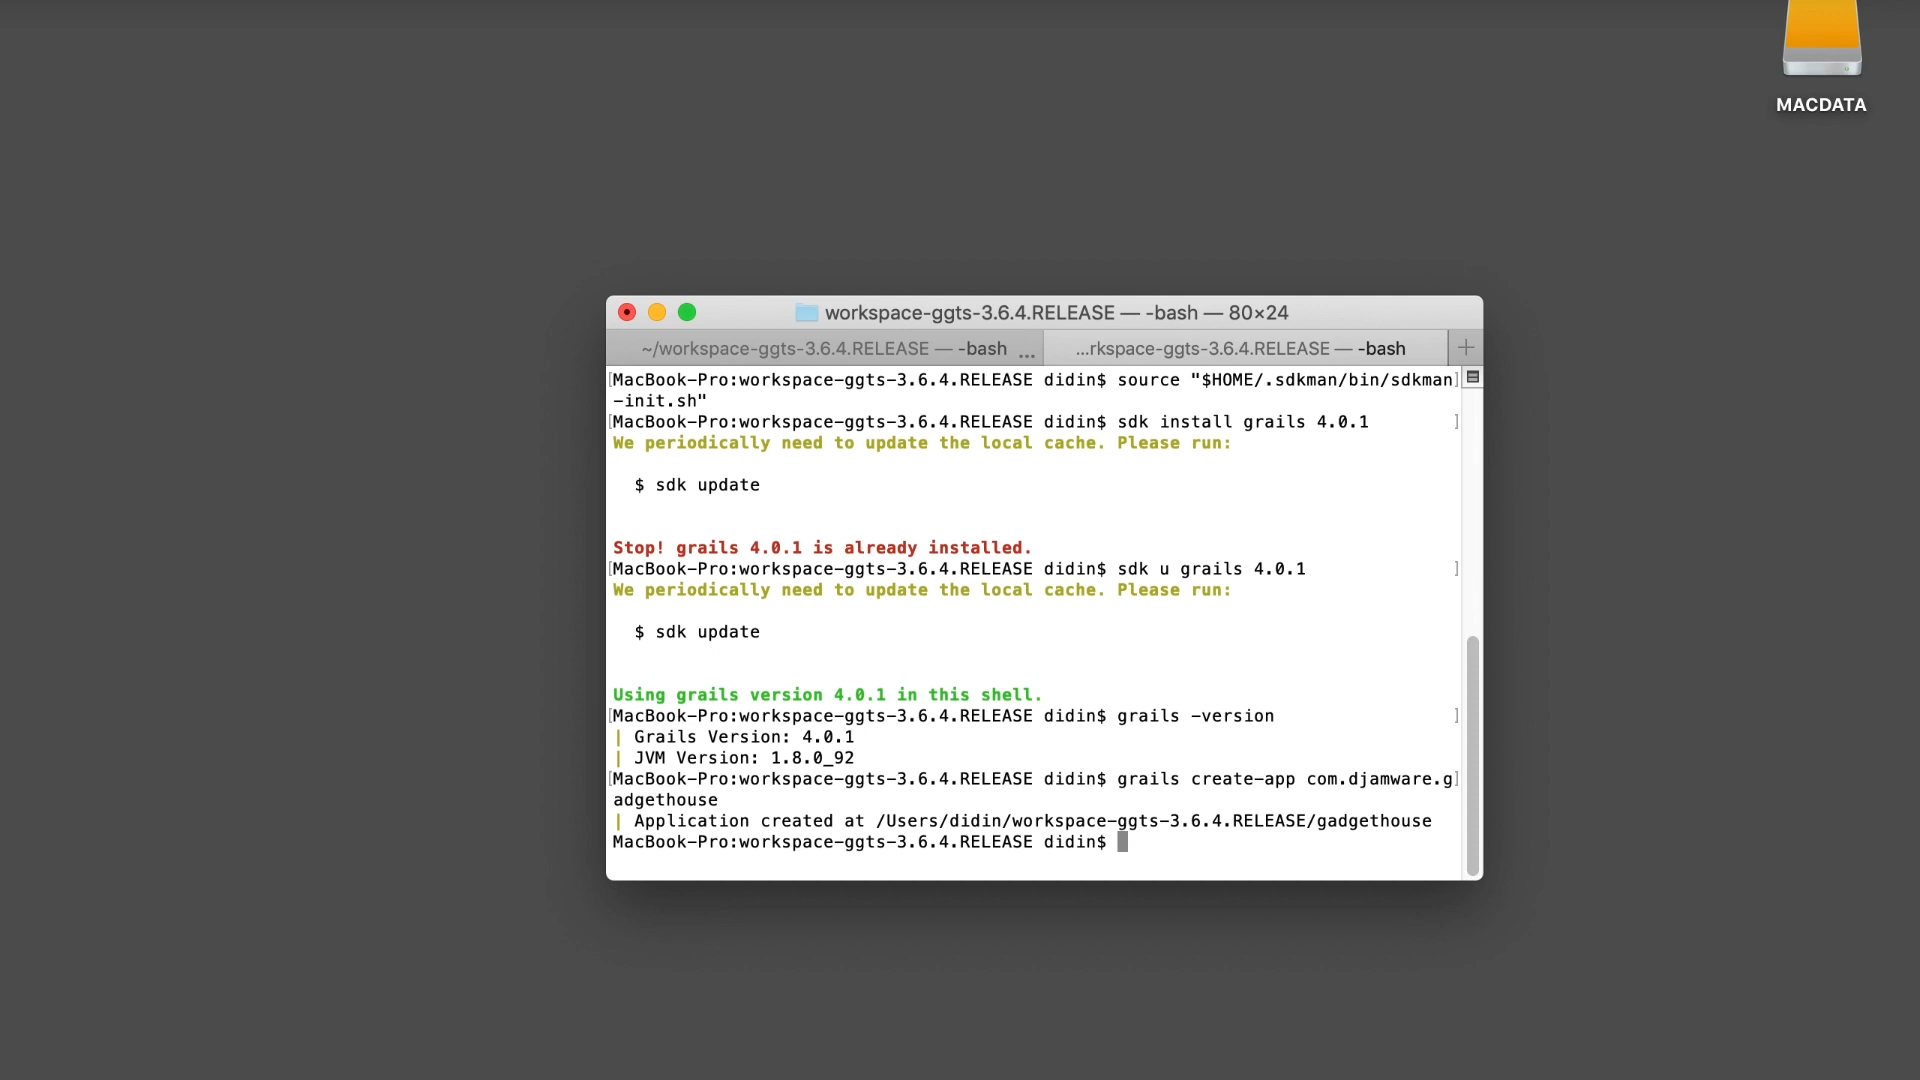 MACDATA
workspace-ggts-3.6.4.RELEASE — -bash — 80×24
~/workspace-ggts-3.6.4.RELEASE — -bash ... ...rkspace-ggts-3.6.4.RELEASE — -bash +
[MacBook-Pro:workspace-ggts-3.6.4.RELEASE didin$ source "$HOME/.sdkman/bin/sdkman]
-init.sh"
[MacBook-Pro:workspace-ggts-3.6.4.RELEASE didin$ sdk install grails 4.0.1 ]
We periodically need to update the local cache. Please run:
$ sdk update
Stop! grails 4.0.1 is already installed.
[MacBook-Pro:workspace-ggts-3.6.4.RELEASE didin$ sdk u grails 4.0.1 ]
We periodically need to update the local cache. Please run:
$ sdk update
Using grails version 4.0.1 in this shell.
[MacBook-Pro:workspace-ggts-3.6.4.RELEASE didin$ grails -version ]
| Grails Version: 4.0.1
| JVM Version: 1.8.0_92
[MacBook-Pro:workspace-ggts-3.6.4.RELEASE didin$ grails create-app com.djamware.g]
adgethouse
| Application created at /Users/didin/workspace-ggts-3.6.4.RELEASE/gadgethouse
MacBook-Pro:workspace-ggts-3.6.4.RELEASE didin$